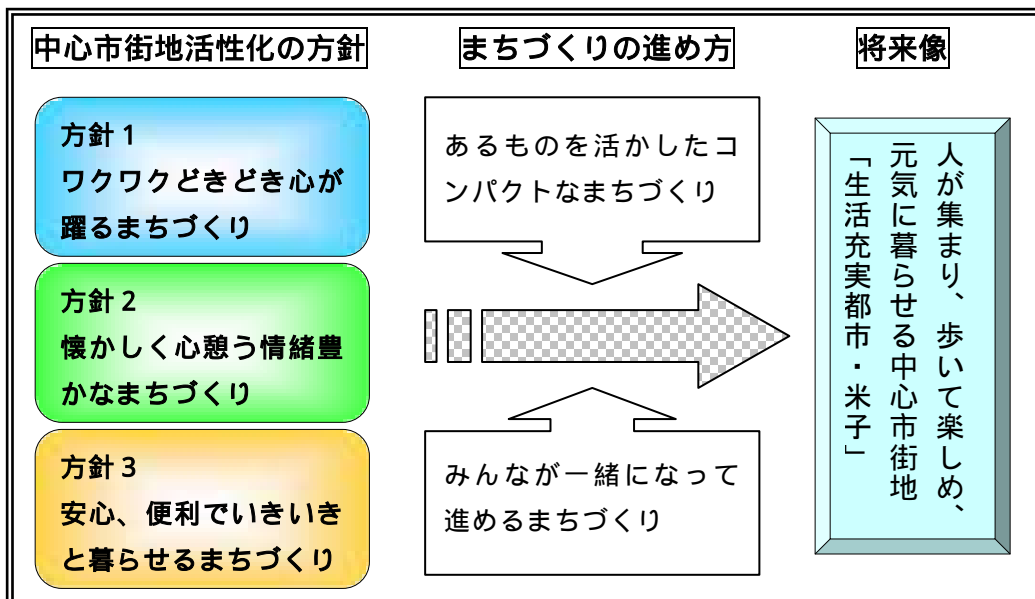 中心市街地活性化の方針
まちづくりの進め方
将来像
方針1
ワクワクどきどき心が
躍るまちづくり
方針2
懐かしく心憩う情緒豊
かなまちづくり
方針3
安心、便利でいきいき
と暮らせるまちづくり
あるものを活かしたコ
ンパクトなまちづくり
みんなが一緒になって
進めるまちづくり
人が集まり、歩いて楽しめ、
元気に暮らせる中心市街地
「生活充実都市・米子」